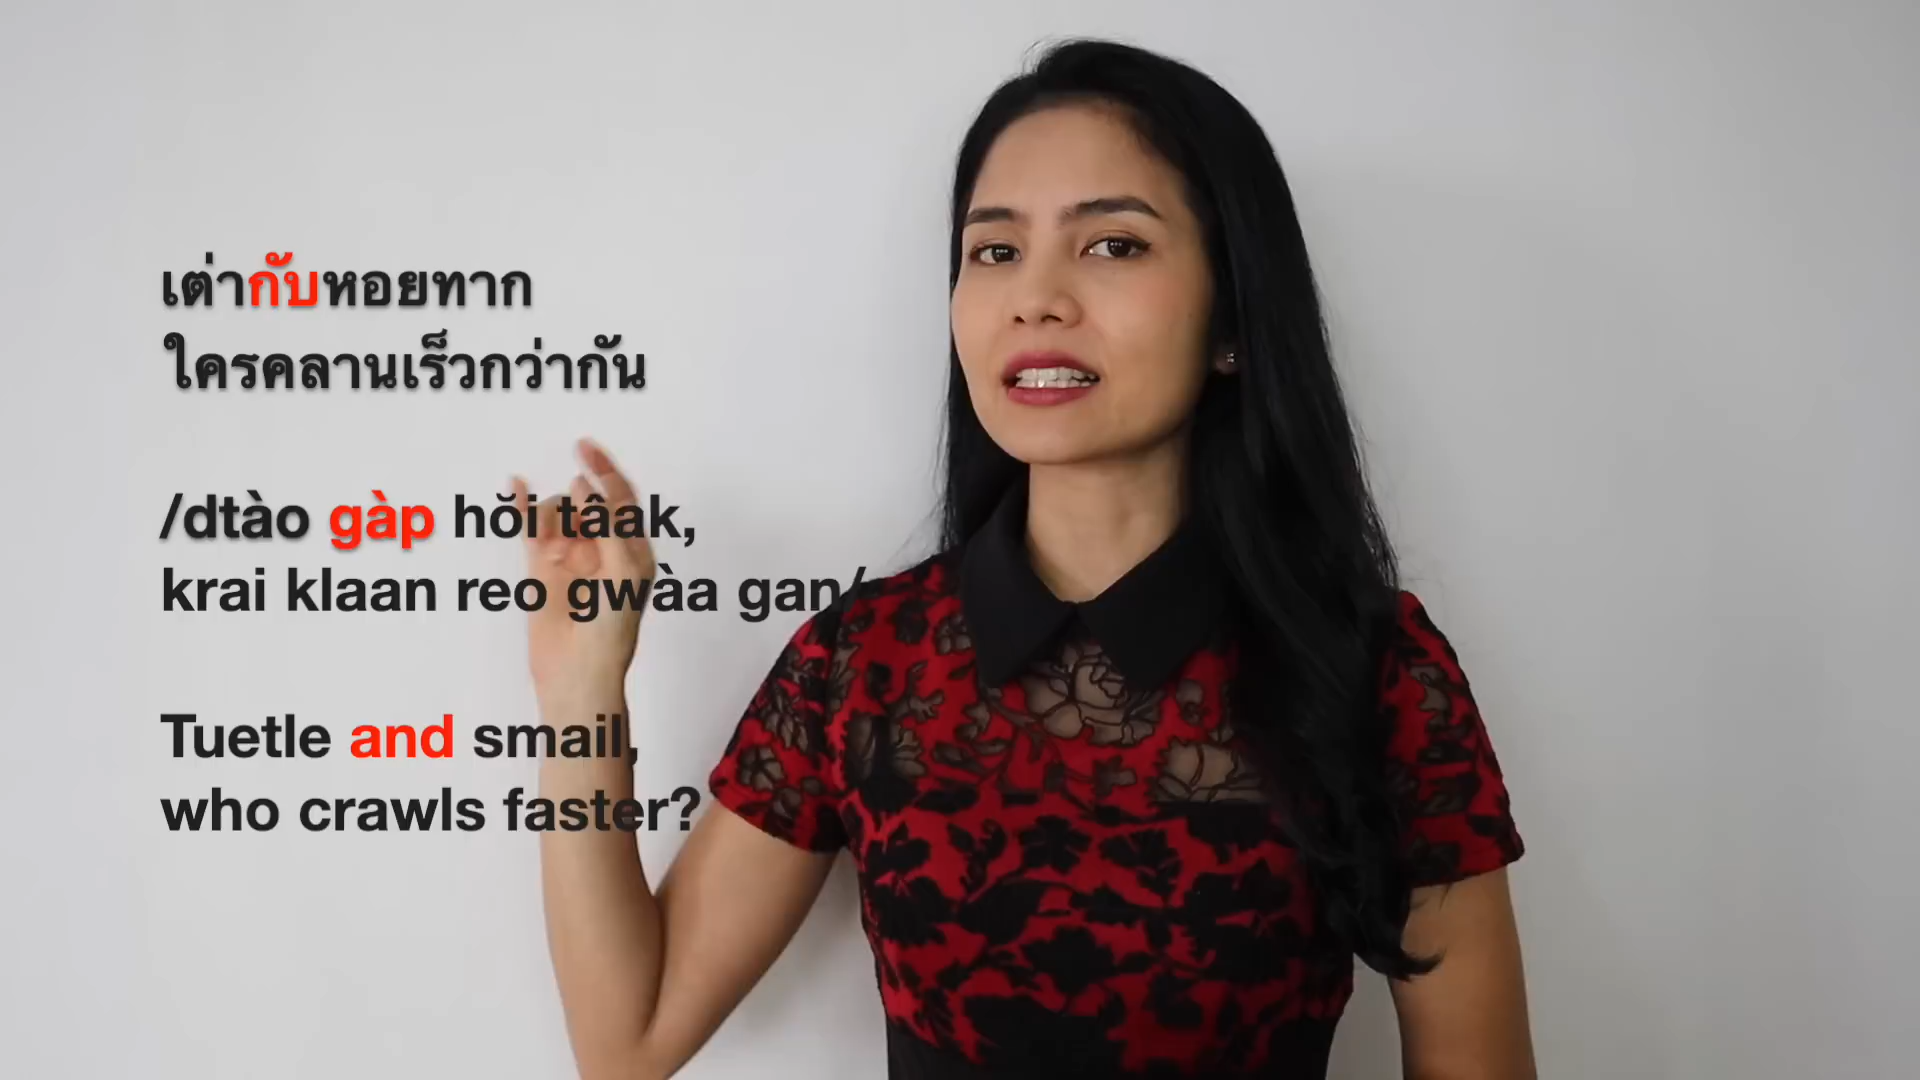 เต่ากับหอยทาก
ใครคลานเร็วกว่ากัน
/dtào gàp hŏi tâak,
krai klaan reo gwàa gan/
Tuetle and smail,
who crawls faster?